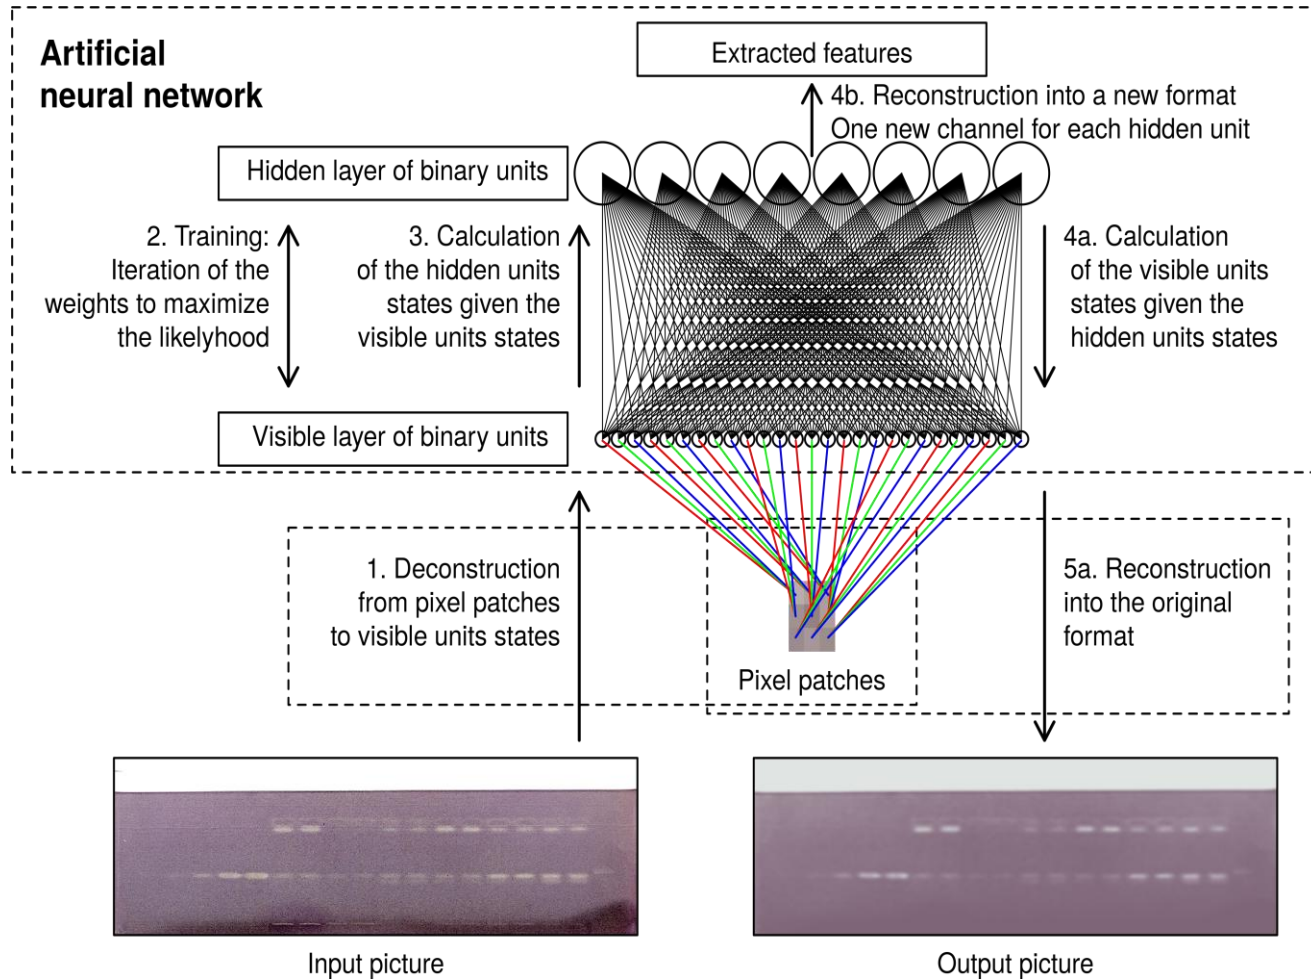 Artificial
neural network
Extracted features
4b. Reconstruction into a new format
One new channel for each hidden unit
Hidden layer of binary units
2. Training:
Iteration of the
weights to maximize
the likelyhood
3. Calculation
of the hidden units
states given the
visible units states
4a. Calculation
of the visible units
states given the
hidden units states
Visible layer of binary units
1. Deconstruction
from pixel patches
to visible units states
Pixel patches
5a. Reconstruction
into the original
format
Input picture
Output picture